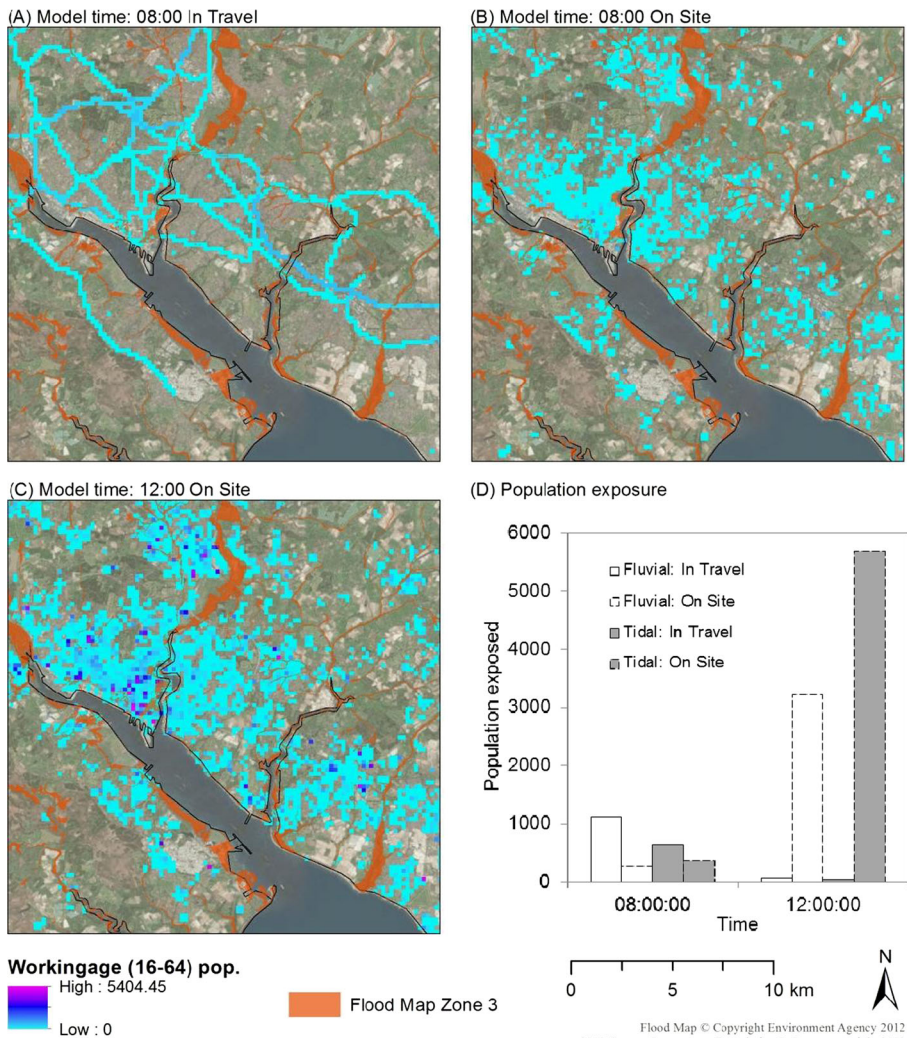 (A) Model time: 08:00 In Travel
(B) Model time: 08:00 On Site
(C) Model time: 12:00 On Site
(D) Population exposure
6000
5000
4000
3000
2000
1000
0
Population exposed
Fluvial: In Travel
Fluvial: On Site
Tidal: In Travel
Tidal: On Site
08:00:00
12:00:00
Time
Workingage (16-64) pop.
High : 5404.45
Low : 0
Flood Map Zone 3
0
5
10 km
N
Flood Map © Copyright Environment Agency 2012